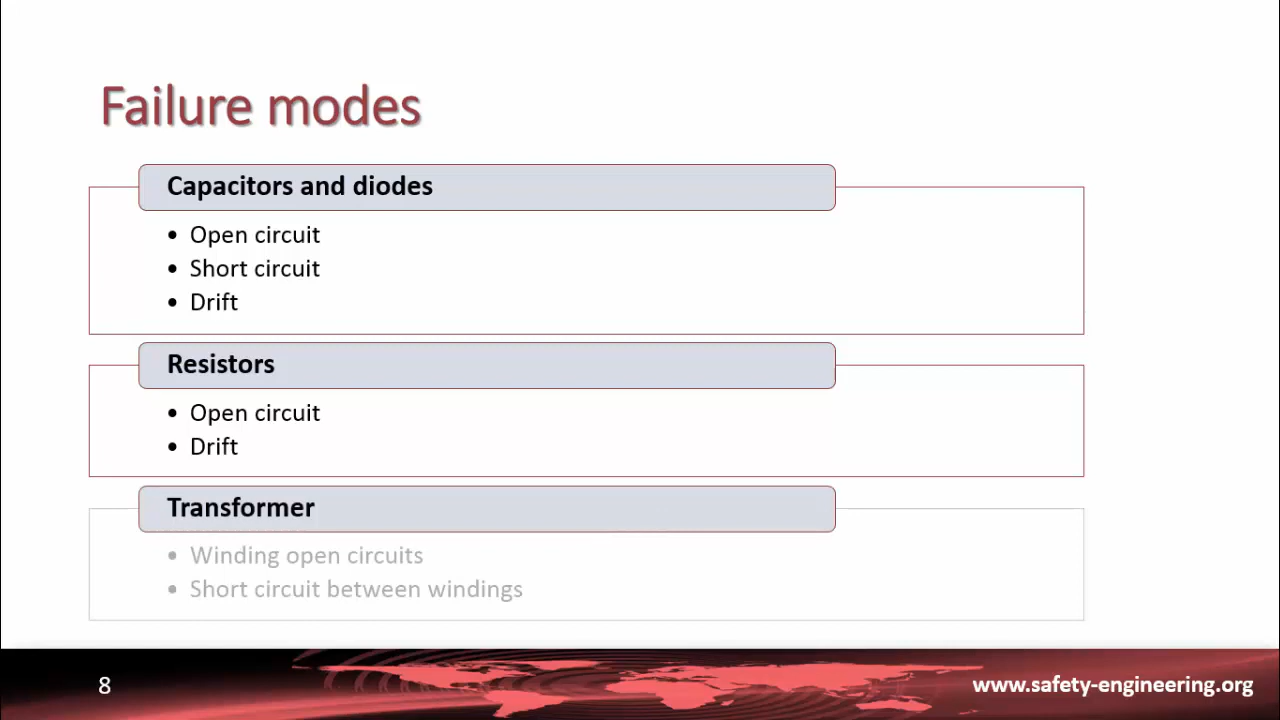 Failure modes
Capacitors and diodes
• Open circuit
• Short circuit
• Drift
Resistors
• Open circuit
• Drift
Transformer
• Winding open circuits
• Short circuit between windings
8
www.safety-engineering.org